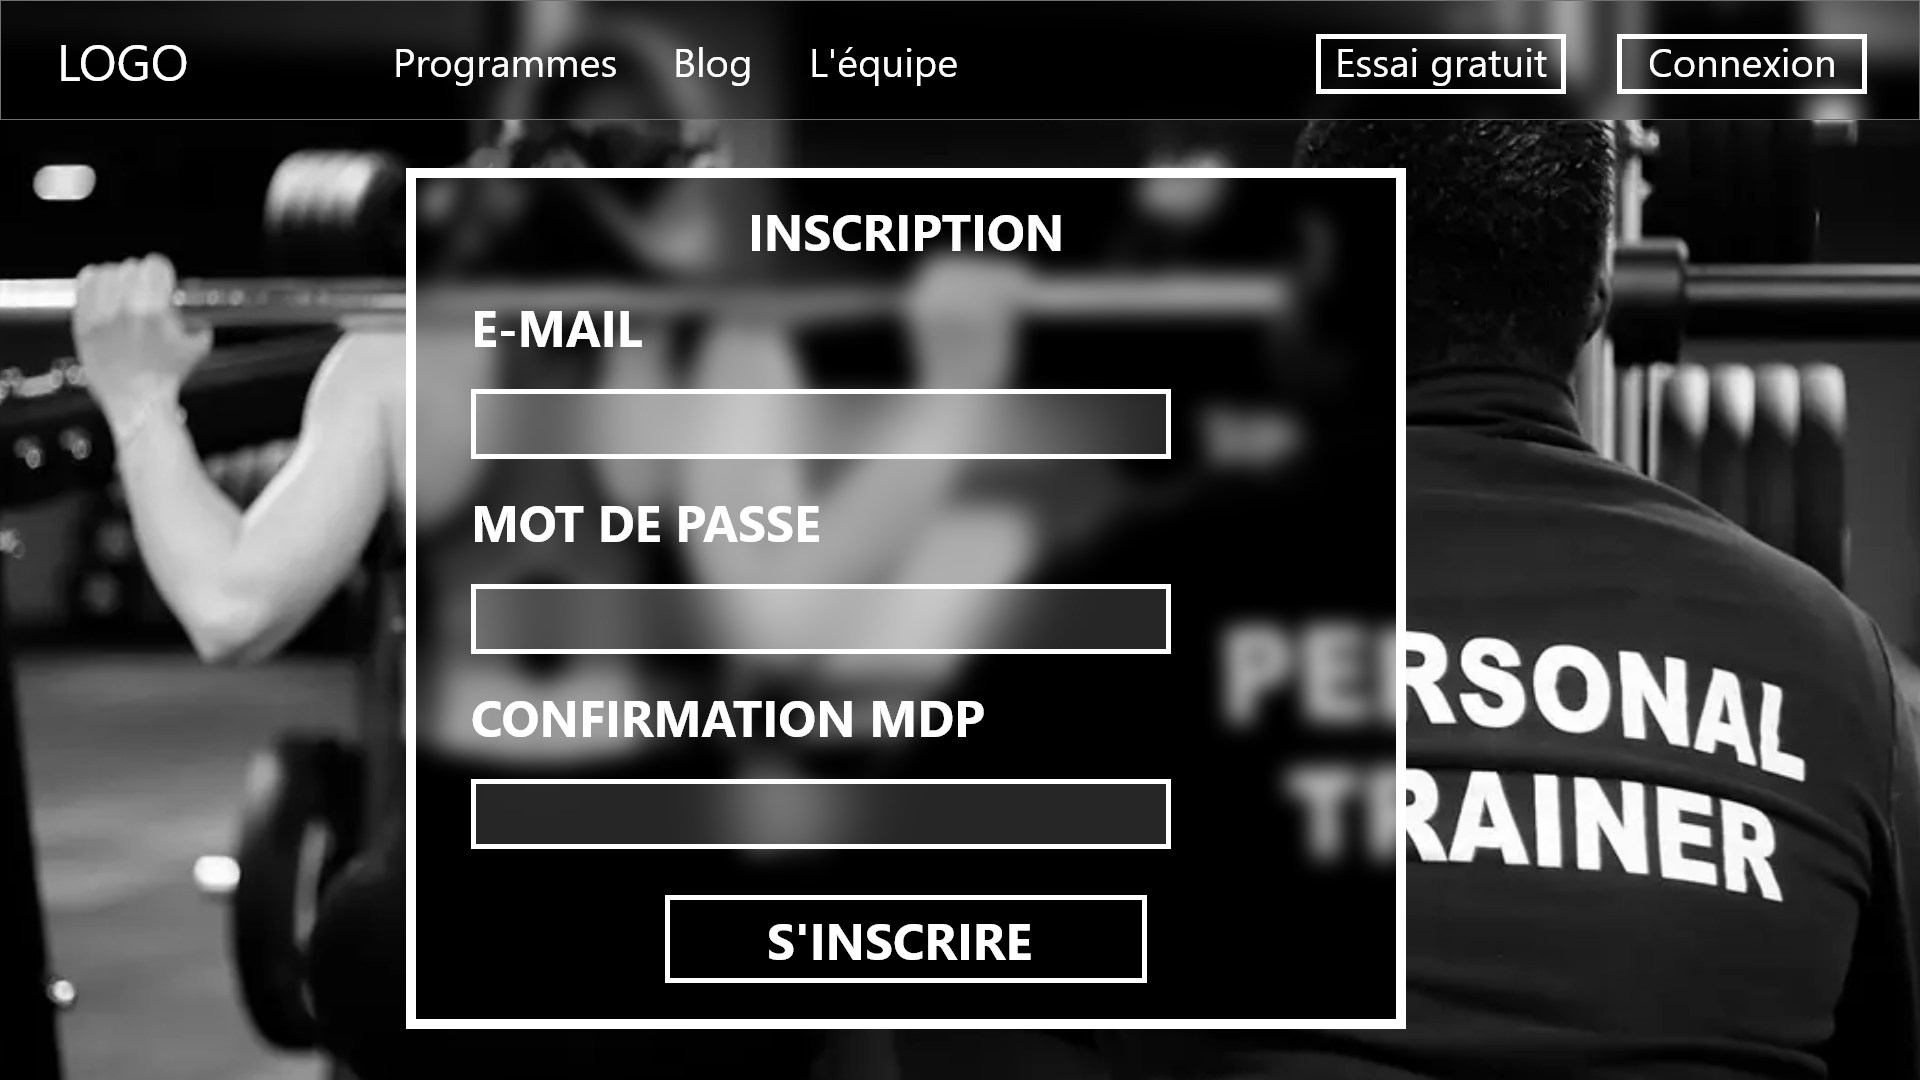 LOGO
Programmes
Blog
L'équipe
Essai gratuit
Connexion
INSCRIPTION
E-MAIL
MOT DE PASSE
CONFIRMATION MDP
S'INSCRIRE
PERSONAL
TRAINER